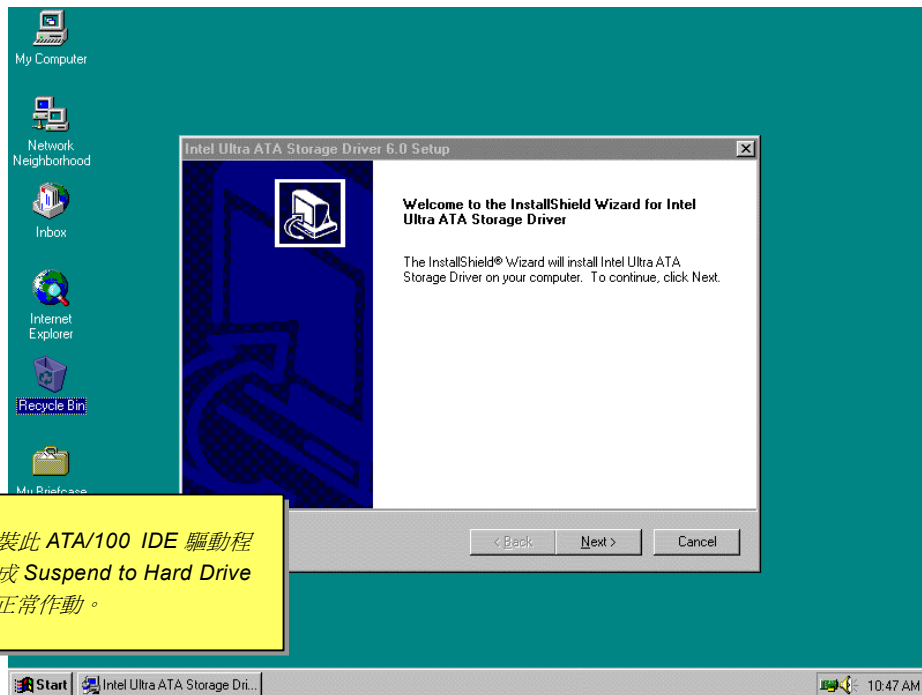 My Computer
Network
Neighborhood
Inbox
Internet
Explorer
Recycle Bin
My Briefcase
Intel Ultra ATA Storage Driver 6.0 Setup
Welcome to the InstallShield Wizard for Intel
Ultra ATA Storage Driver
The InstallShield® Wizard will install Intel Ultra ATA
Storage Driver on your computer. To continue, click Next.
< Back
Next >
Cancel
裝此 ATA/100 IDE 驅動程
成 Suspend to Hard Drive
正常作動。
Start
Intel Ultra ATA Storage Dri...
10:47 AM